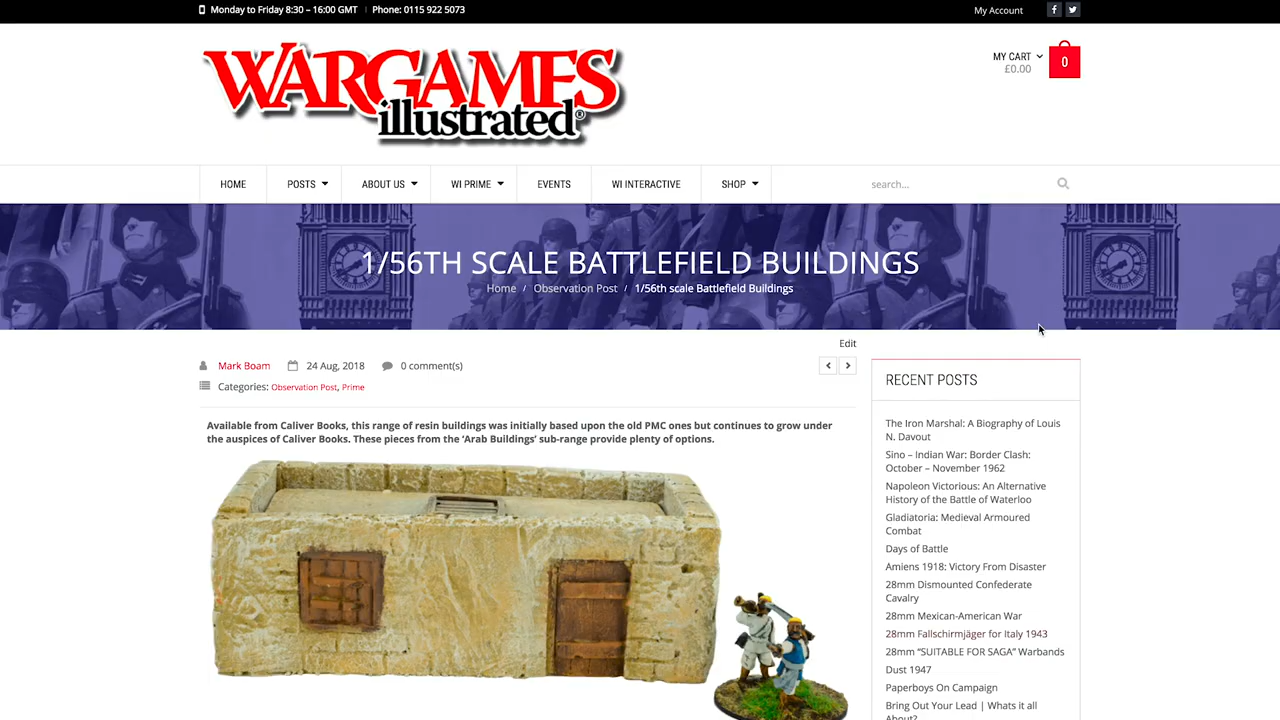 Monday to Friday 8:30 – 16:00 GMT
Phone: 0115 922 5073
My Account
WARGAMES
illustrated®
MY CART
£0.00
0
HOME
POSTS
ABOUT US
WI PRIME
EVENTS
WI INTERACTIVE
SHOP
search...
1/56TH SCALE BATTLEFIELD BUILDINGS
Home / Observation Post / 1/56th scale Battlefield Buildings
Edit
Mark Boam
24 Aug, 2018
0 comment(s)
Categories: Observation Post, Prime
Available from Caliver Books, this range of resin buildings was initially based upon the old PMC ones but continues to grow under
the auspices of Caliver Books. These pieces from the ‘Arab Buildings’ sub-range provide plenty of options.
RECENT POSTS
The Iron Marshal: A Biography of Louis
N. Davout
Sino – Indian War: Border Clash:
October – November 1962
Napoleon Victorious: An Alternative
History of the Battle of Waterloo
Gladiatoria: Medieval Armoured
Combat
Days of Battle
Amiens 1918: Victory From Disaster
28mm Dismounted Confederate
Cavalry
28mm Mexican-American War
28mm Fallschirmjäger for Italy 1943
28mm “SUITABLE FOR SAGA” Warbands
Dust 1947
Paperboys On Campaign
Bring Out Your Lead | Whats it all
About?